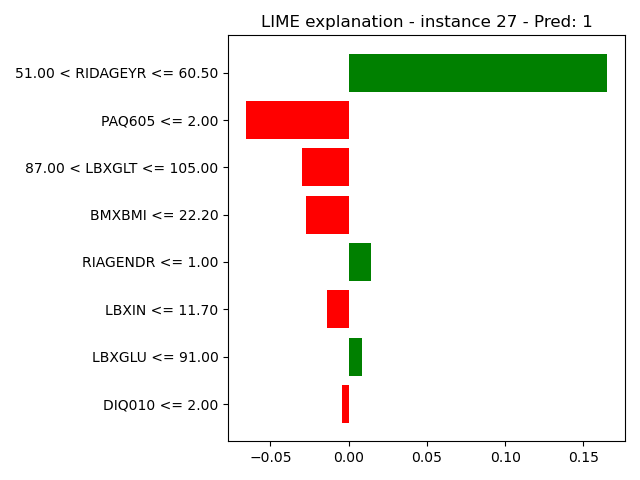 LIME explanation - instance 27 - Pred: 1
51.00 < RIDAGEYR <= 60.50
PAQ605 <= 2.00
87.00 < LBXGLT <= 105.00
BMXBMI <= 22.20
RIAGENDR <= 1.00
LBXIN <= 11.70
LBXGLU <= 91.00
DIQ010 <= 2.00
−0.05 0.00 0.05 0.10 0.15